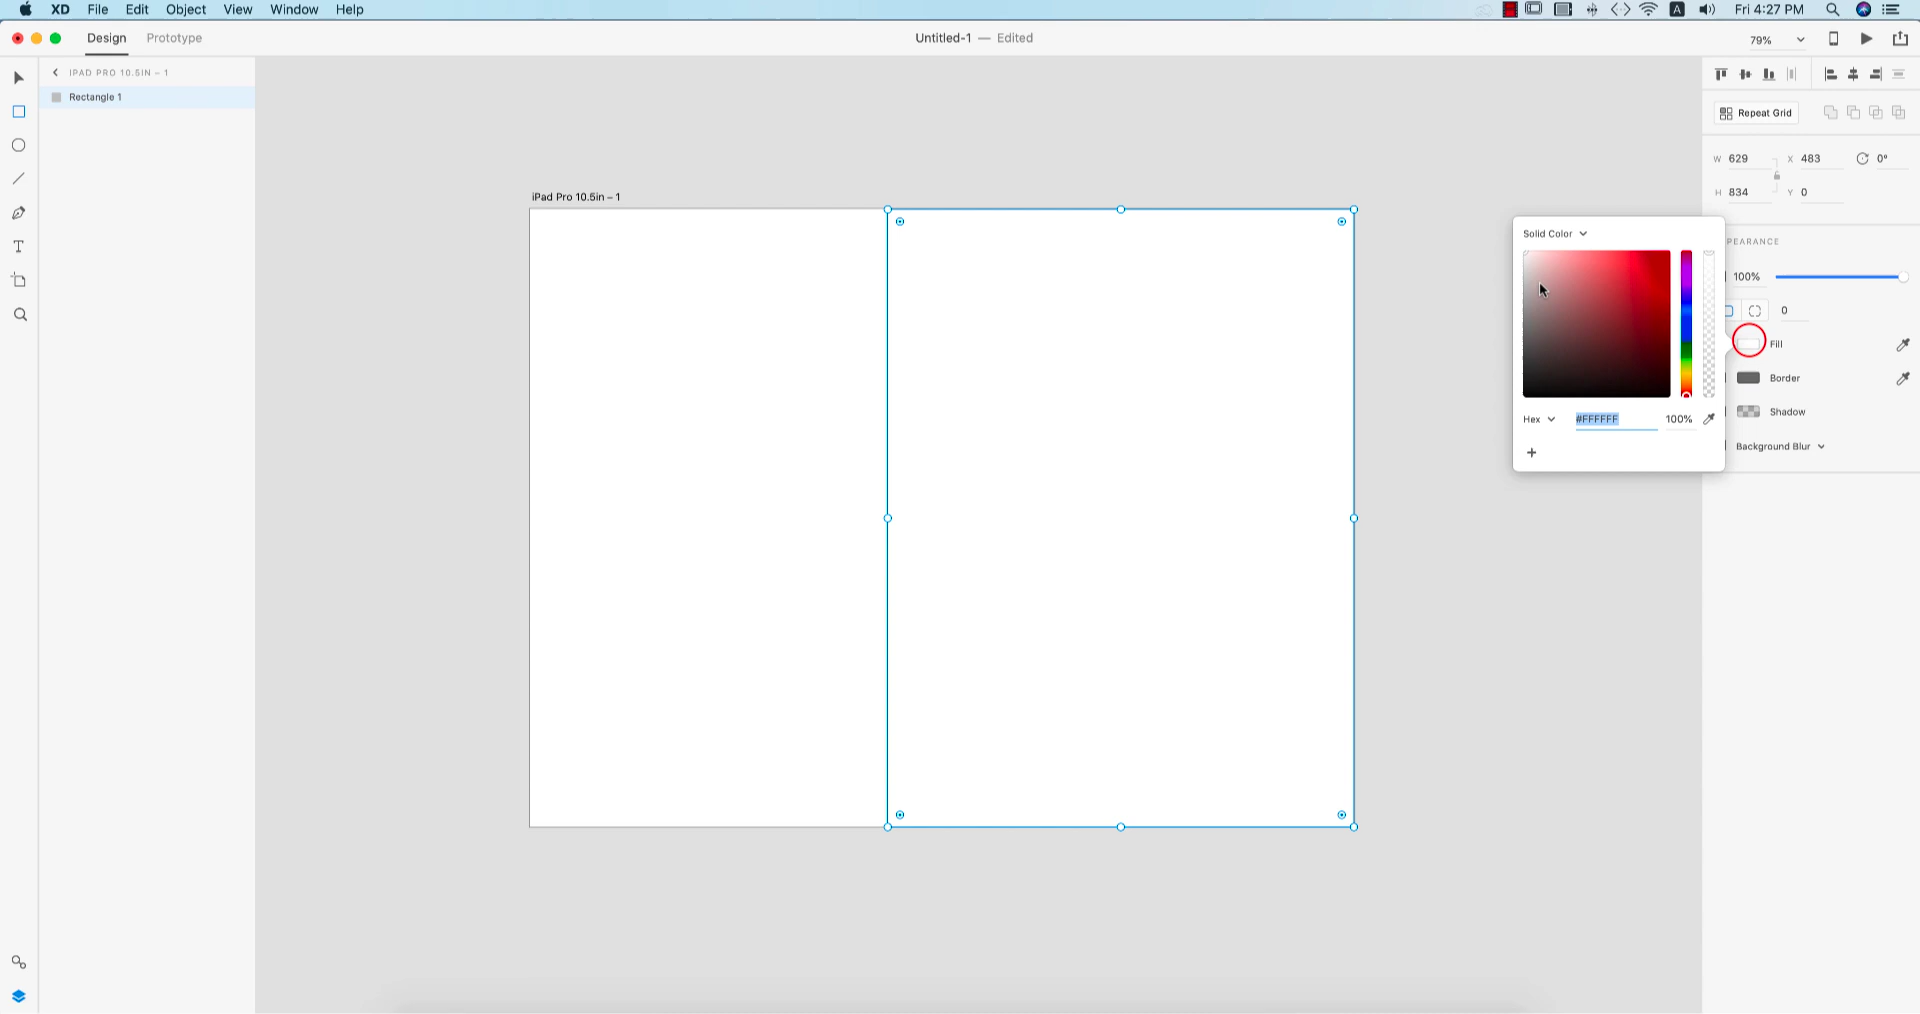 XD File Edit Object View Window Help
A Fri 4:27 PM
Design Prototype
Untitled-1 — Edited
79%
IPAD PRO 10.5IN – 1
Rectangle 1
Repeat Grid
W 629 X 483 0°
H 834 Y 0
iPad Pro 10.5in – 1
Solid Color
PEARANCE
100%
0
Fill
Border
Hex #FFFFFF 100%
Shadow
Background Blur
T